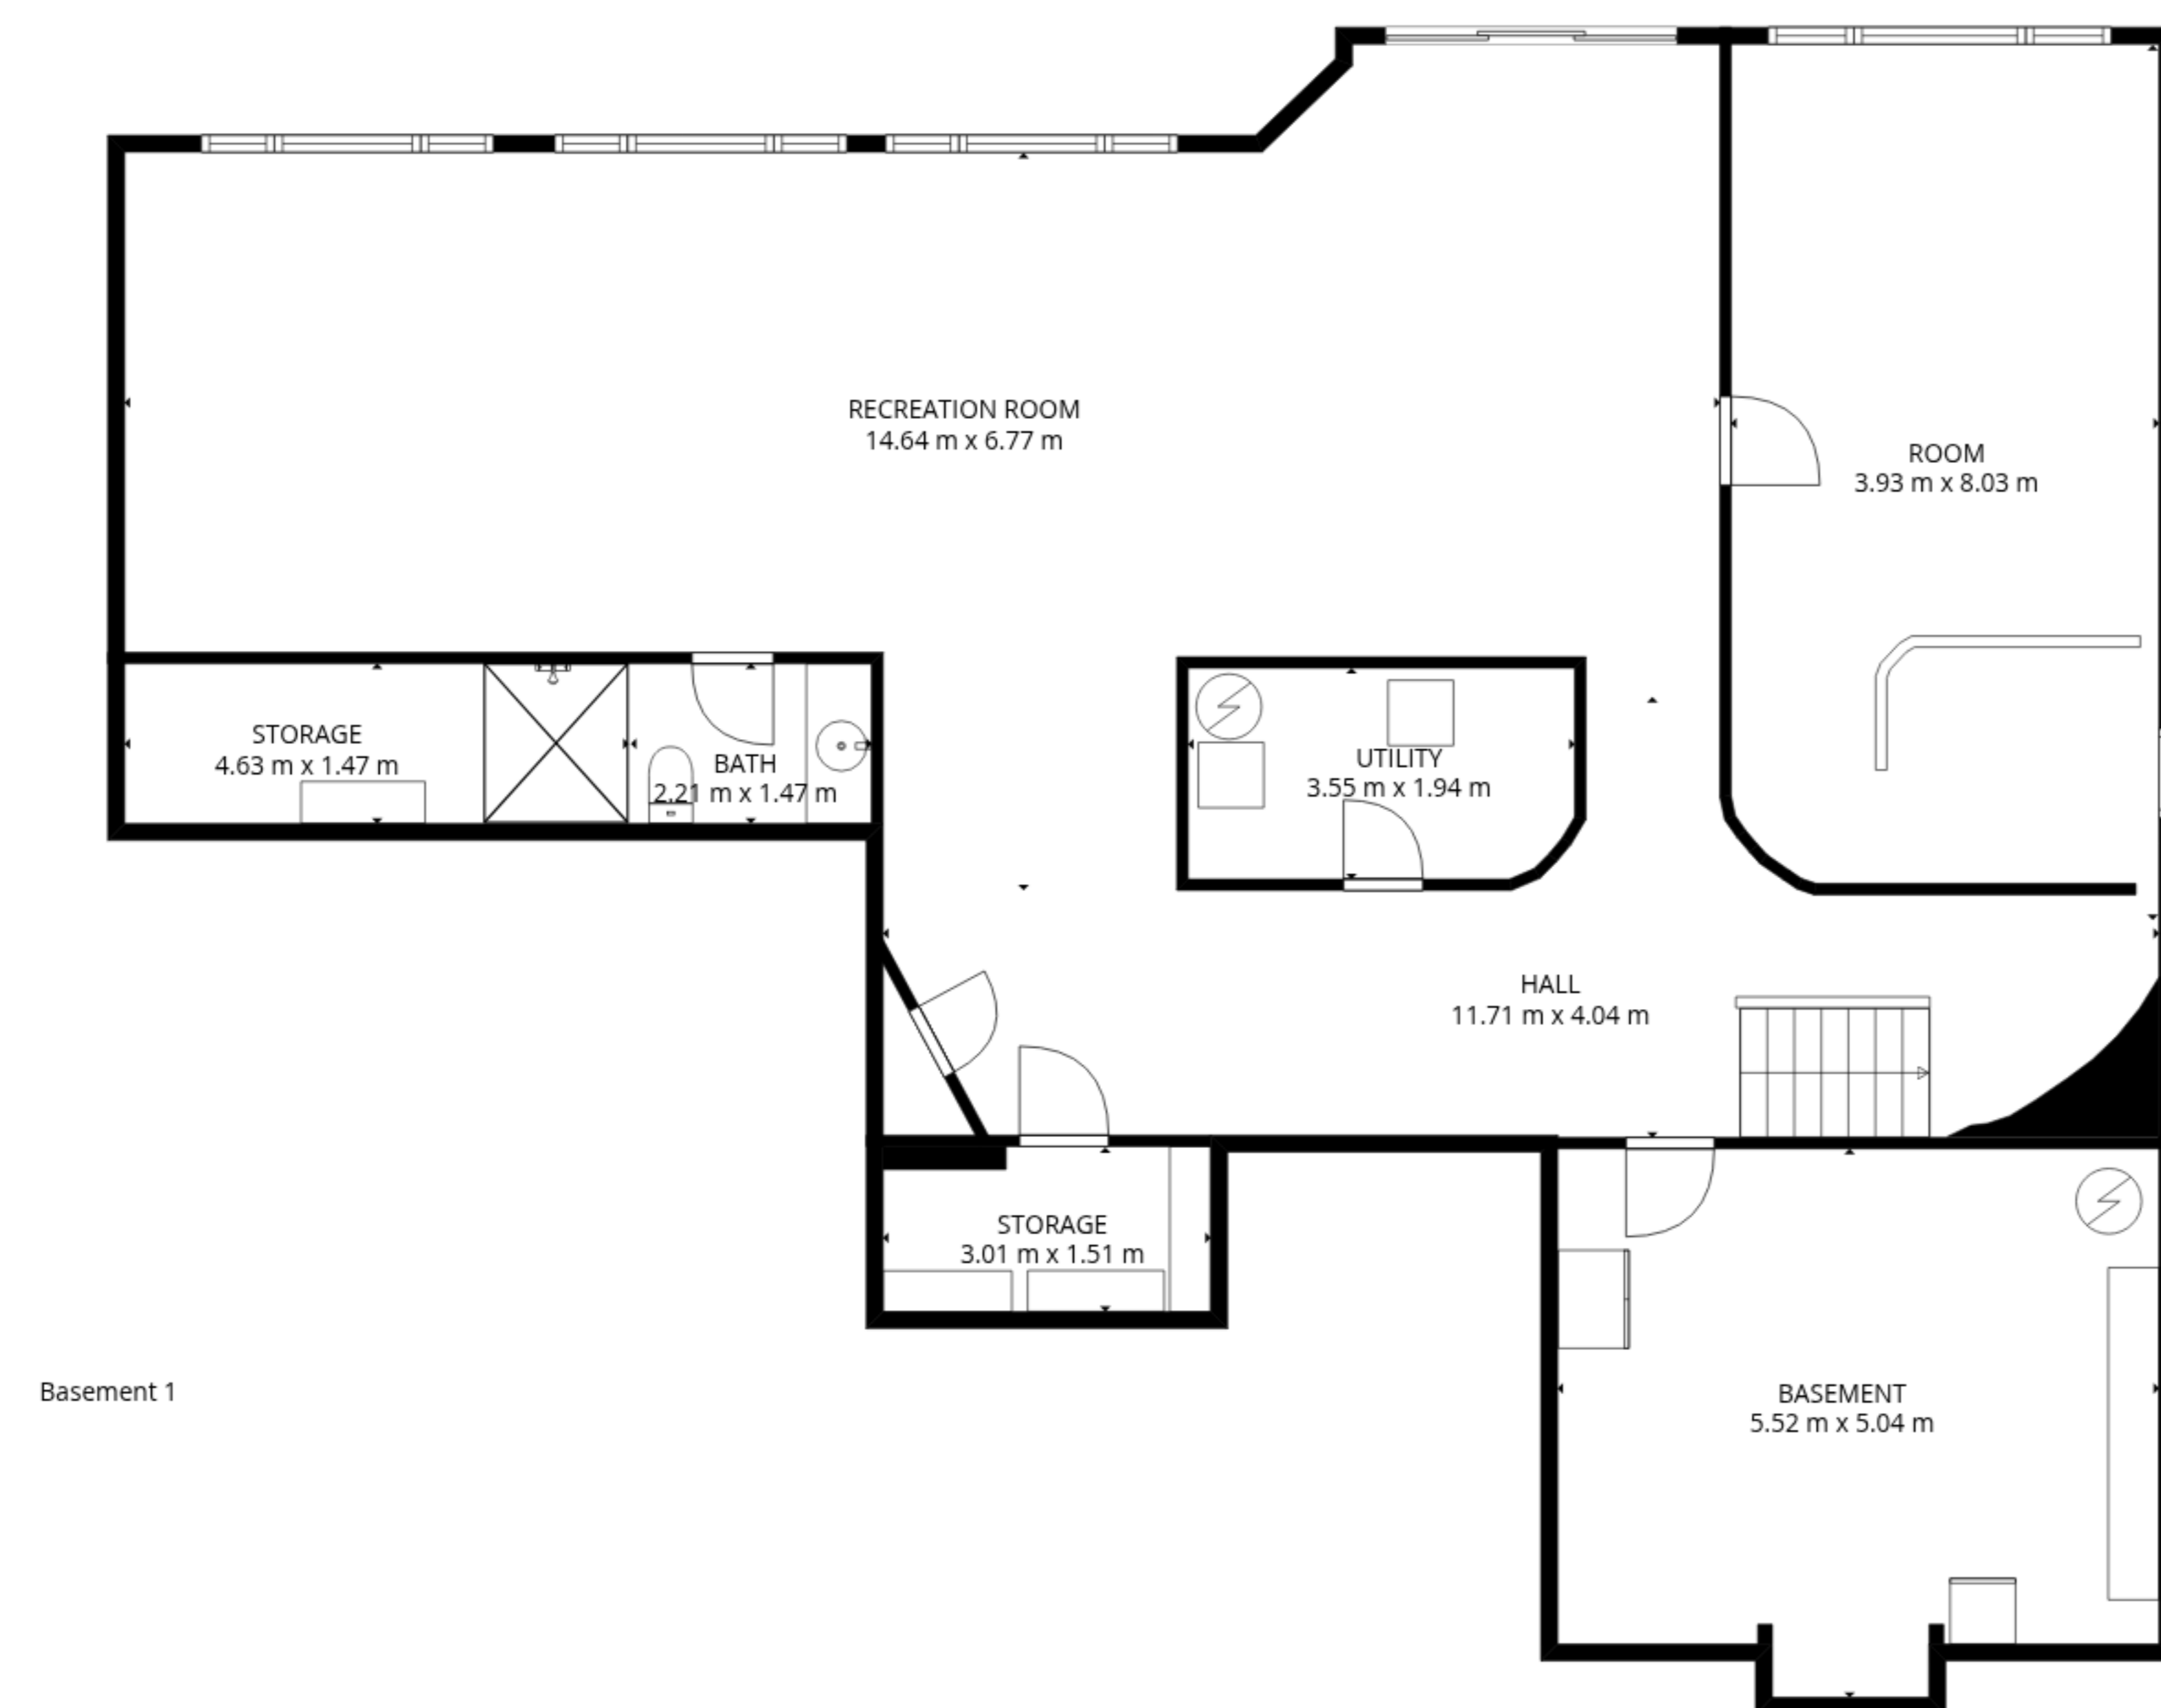 RECREATION ROOM
14.64 m x 6.77 m
ROOM
3.93 m x 8.03 m
STORAGE
4.63 m x 1.47 m
BATH
2.21 m x 1.47 m
UTILITY
3.55 m x 1.94 m
HALL
11.71 m x 4.04 m
STORAGE
3.01 m x 1.51 m
Basement 1
BASEMENT
5.52 m x 5.04 m